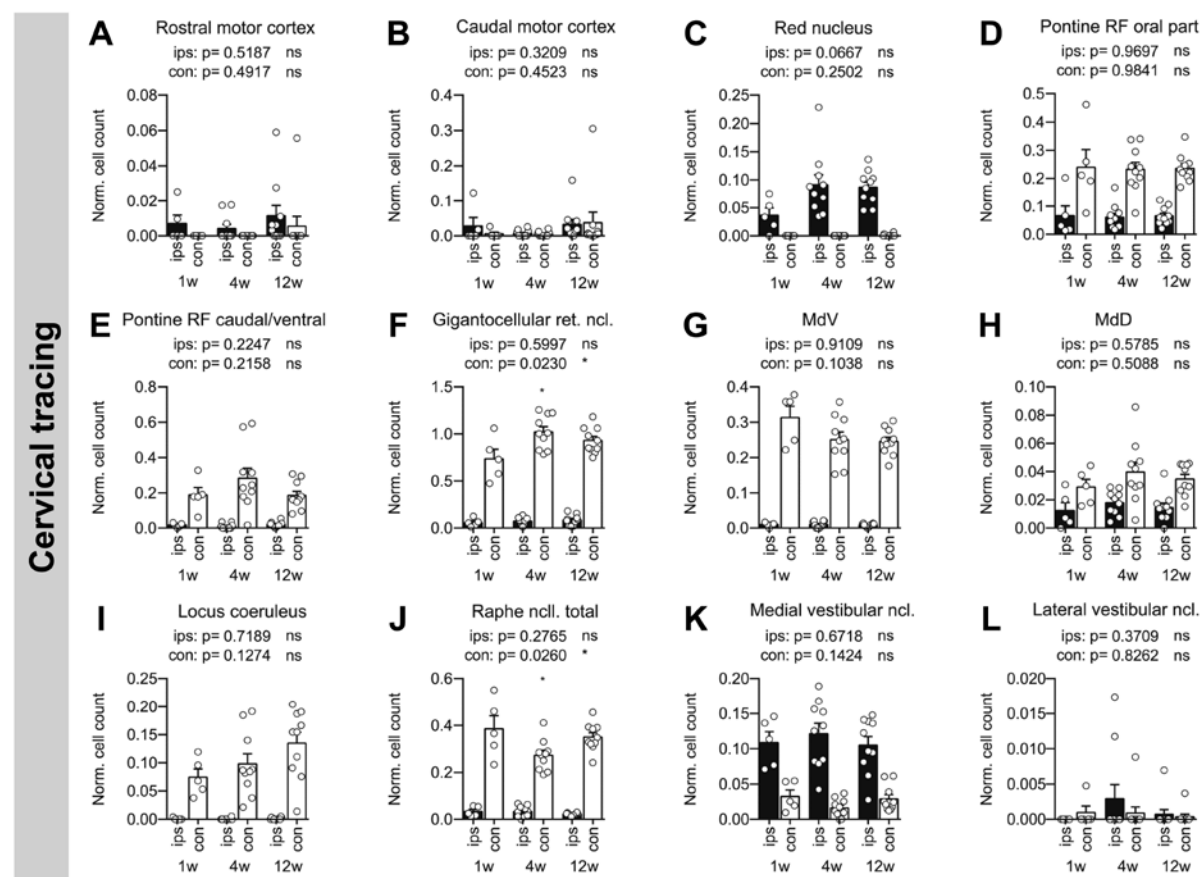 Cervical tracing
A Rostral motor cortex
ips: p= 0.5187 ns
con: p= 0.4917 ns
Norm. cell count
0.08
0.06
0.04
0.02
0.00
ips con ips con ips con
1w 4w 12w
B Caudal motor cortex
ips: p= 0.3209 ns
con: p= 0.4523 ns
Norm. cell count
0.4
0.3
0.2
0.1
0.0
ips con ips con ips con
1w 4w 12w
C Red nucleus
ips: p= 0.0667 ns
con: p= 0.2502 ns
Norm. cell count
0.25
0.20
0.15
0.10
0.05
0.00
ips con ips con ips con
1w 4w 12w
D Pontine RF oral part
ips: p= 0.9697 ns
con: p= 0.9841 ns
Norm. cell count
0.5
0.4
0.3
0.2
0.1
0.0
ips con ips con ips con
1w 4w 12w
E Pontine RF caudal/ventral
ips: p= 0.2247 ns
con: p= 0.2158 ns
Norm. cell count
0.8
0.6
0.4
0.2
0.0
ips con ips con ips con
1w 4w 12w
F Gigantocellular ret. ncl.
ips: p= 0.5997 ns
con: p= 0.0230 *
Norm. cell count
1.5
*
1.0
0.5
0.0
ips con ips con ips con
1w 4w 12w
G MdV
ips: p= 0.9109 ns
con: p= 0.1038 ns
Norm. cell count
0.4
0.3
0.2
0.1
0.0
ips con ips con ips con
1w 4w 12w
H MdD
ips: p= 0.5785 ns
con: p= 0.5088 ns
Norm. cell count
0.10
0.08
0.06
0.04
0.02
0.00
ips con ips con ips con
1w 4w 12w
I Locus coeruleus
ips: p= 0.7189 ns
con: p= 0.1274 ns
Norm. cell count
0.25
0.20
0.15
0.10
0.05
0.00
ips con ips con ips con
1w 4w 12w
J Raphe ncll. total
ips: p= 0.2765 ns
con: p= 0.0260 *
Norm. cell count
0.6
*
0.4
0.2
0.0
ips con ips con ips con
1w 4w 12w
K Medial vestibular ncl.
ips: p= 0.6718 ns
con: p= 0.1424 ns
Norm. cell count
0.20
0.15
0.10
0.05
0.00
ips con ips con ips con
1w 4w 12w
L Lateral vestibular ncl.
ips: p= 0.3709 ns
con: p= 0.8262 ns
Norm. cell count
0.020
0.015
0.010
0.005
0.000
ips con ips con ips con
1w 4w 12w